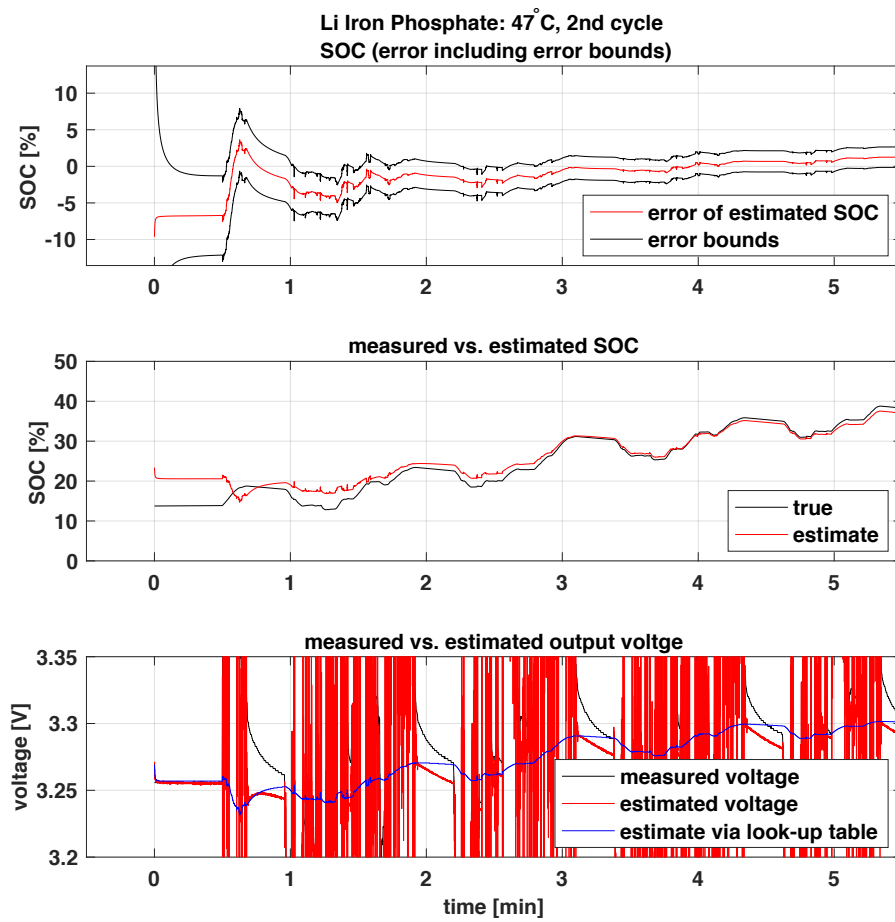 Li Iron Phosphate: 47°C, 2nd cycle
SOC (error including error bounds)
SOC [%]
10
5
0
-5
-10
0 1 2 3 4 5
error of estimated SOC
error bounds
measured vs. estimated SOC
SOC [%]
50
40
30
20
10
0
0 1 2 3 4 5
true
estimate
measured vs. estimated output voltge
voltage [V]
3.35
3.3
3.25
3.2
0 1 2 3 4 5
measured voltage
estimated voltage
estimate via look-up table
time [min]